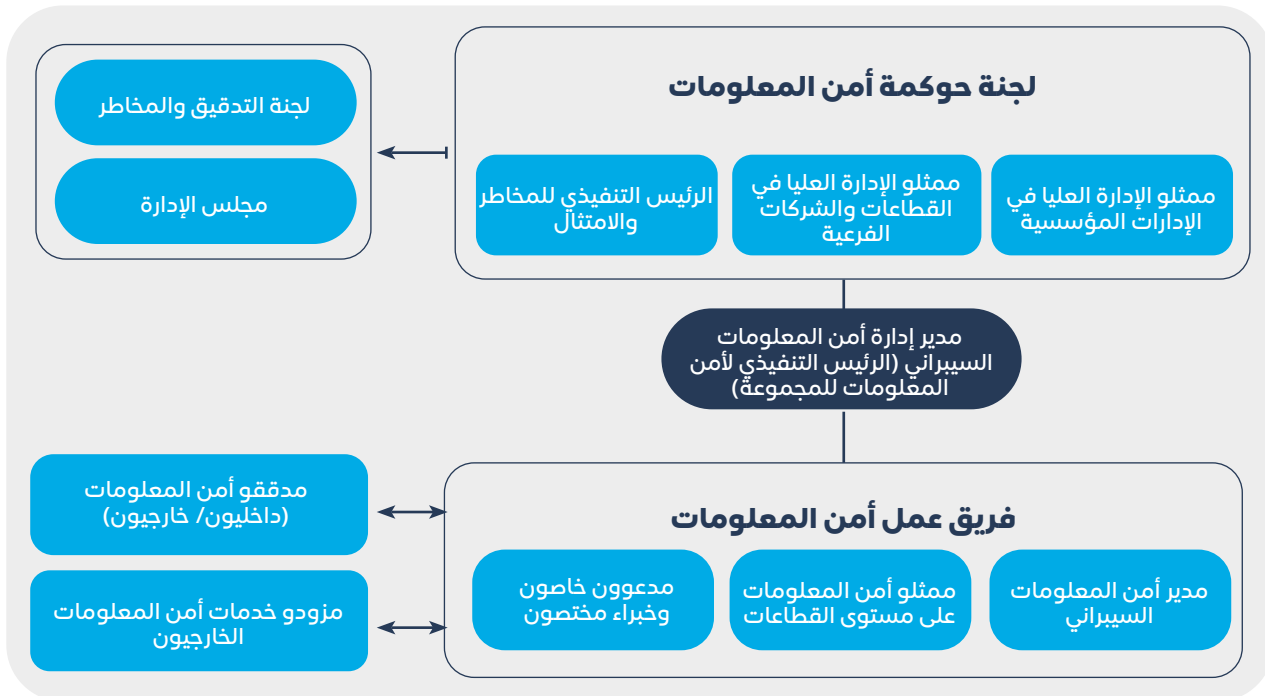 لجنة حوكمة أمن المعلومات
ممثلو الإدارة العليا في
الإدارات المؤسسية
ممثلو الإدارة العليا في
القطاعات والشركات
الفرعية
الرئيس التنفيذي للمخاطر
والامتثال
لجنة التدقيق والمخاطر
مجلس الإدارة
مدير إدارة أمن المعلومات
السيبراني (الرئيس التنفيذي لأمن
المعلومات للمجموعة)
فريق عمل أمن المعلومات
مدير أمن المعلومات
السيبراني
ممثلو أمن المعلومات
على مستوى القطاعات
مدعوون خاصون
وخبراء مختصون
مدققو أمن المعلومات
(داخليون/ خارجيون)
مزودو خدمات أمن المعلومات
الخارجيون